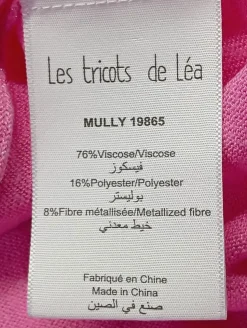 Les tricots de Léa
MULLY 19865
76%Viscose/Viscose
فيسكوز
16%Polyester/Polyester
بوليستر
8%Fibre métallisée/Metallized fibre
خيط معدني
Fabriqué en Chine
Made in China
صنع في الصين